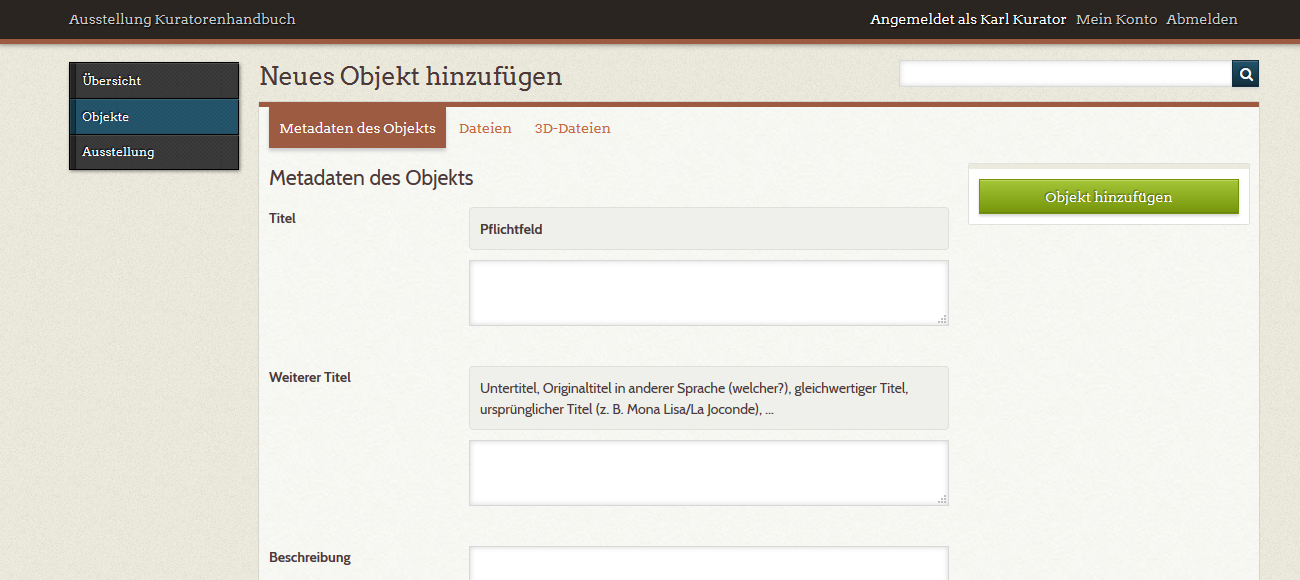 Ausstellung Kuratorenhandbuch
Angemeldet als Karl Kurator Mein Konto Abmelden
Übersicht
Objekte
Ausstellung
Neues Objekt hinzufügen
Metadaten des Objekts Dateien 3D-Dateien
Metadaten des Objekts
Objekt hinzufügen
Titel
Pflichtfeld
Weiterer Titel
Untertitel, Originaltitel in anderer Sprache (welcher?), gleichwertiger Titel,
ursprünglicher Titel (z. B. Mona Lisa/La Joconde), ...
Beschreibung